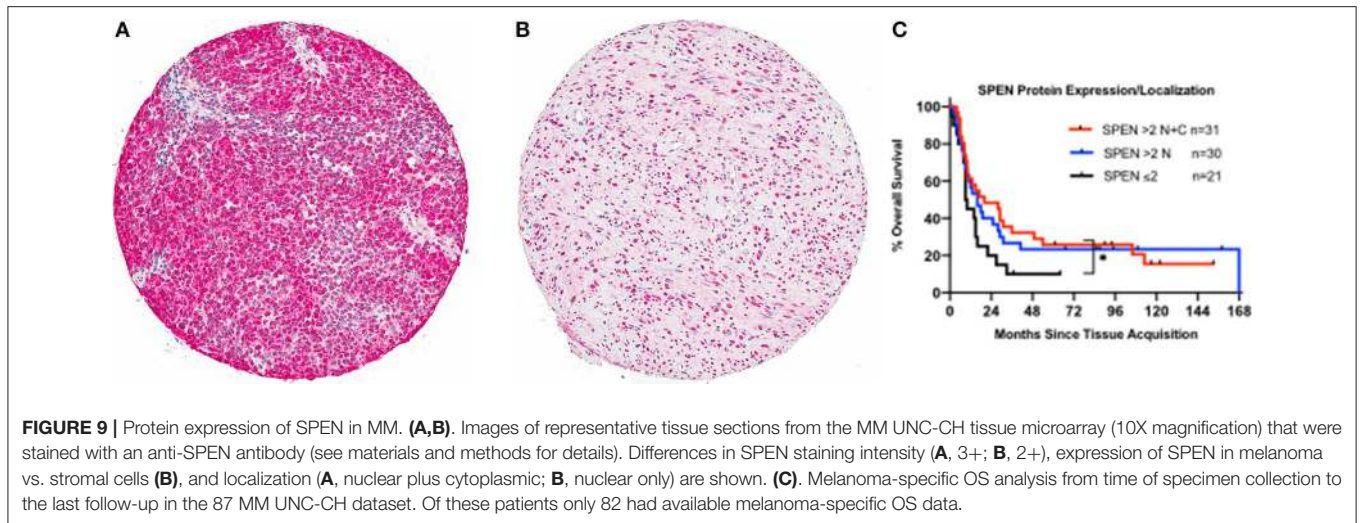 A
B
C
SPEN Protein Expression/Localization
% Overall Survival
100
80
60
40
20
0
SPEN >2 N+C n=31
SPEN >2 N n=30
SPEN ≤2 n=21
*
0 24 48 72 96 120 144 168
Months Since Tissue Acquisition
FIGURE 9 | Protein expression of SPEN in MM. (A,B). Images of representative tissue sections from the MM UNC-CH tissue microarray (10X magnification) that were
stained with an anti-SPEN antibody (see materials and methods for details). Differences in SPEN staining intensity (A, 3+; B, 2+), expression of SPEN in melanoma
vs. stromal cells (B), and localization (A, nuclear plus cytoplasmic; B, nuclear only) are shown. (C). Melanoma-specific OS analysis from time of specimen collection to
the last follow-up in the 87 MM UNC-CH dataset. Of these patients only 82 had available melanoma-specific OS data.